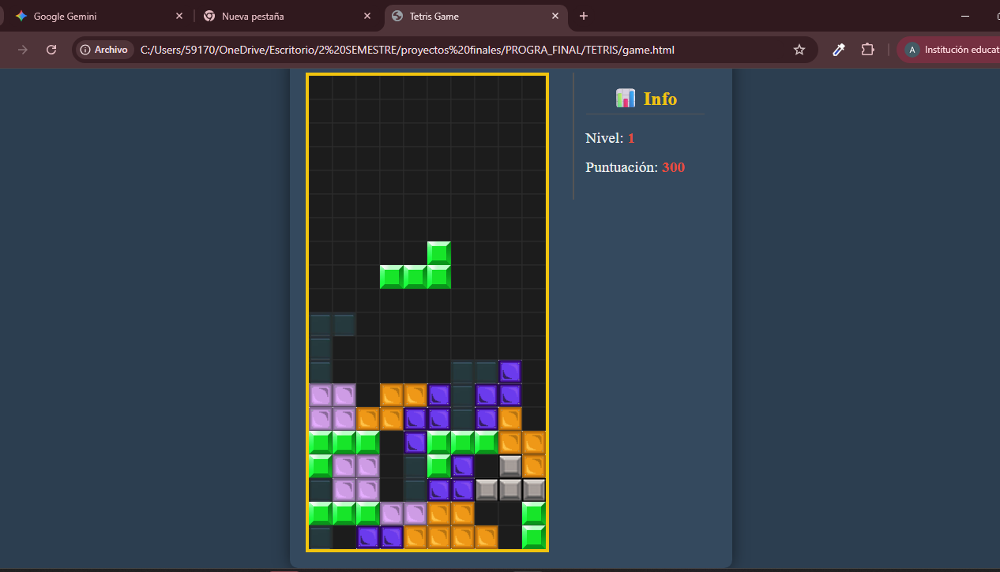 Google Gemini
Nueva pestaña
Tetris Game
Archivo
C:/Users/59170/OneDrive/Escritorio/2%20SEMESTRE/proyectos%20finales/PROGRA_FINAL/TETRIS/game.html
A
Institución educat
Info
Nivel: 1
Puntuación: 300